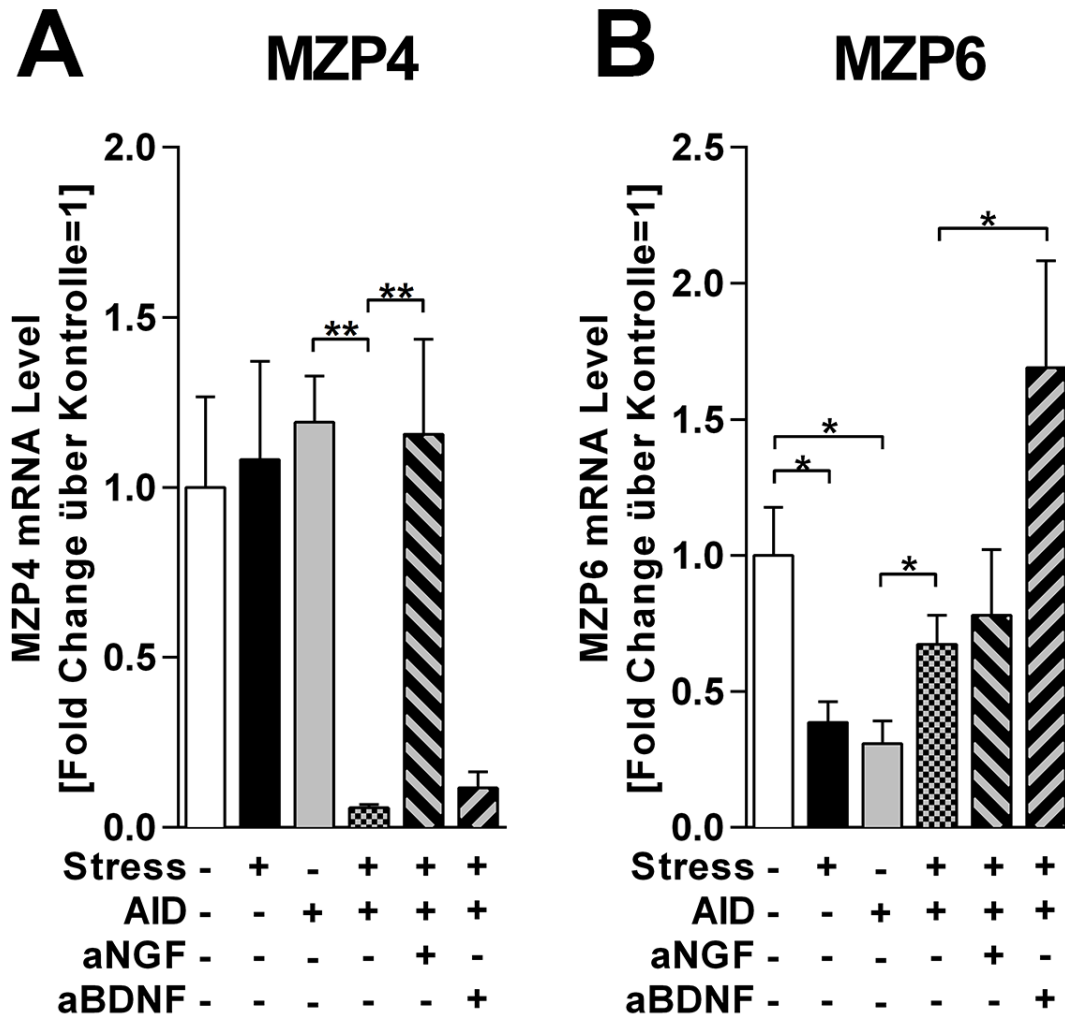 A MZP4
MZP4 mRNA Level
[Fold Change über Kontrolle=1]
2.0
1.5
1.0
0.5
0.0
**
**
Stress - + - + + +
AID - - + + + +
aNGF - - - - + -
aBDNF - - - - - +
B MZP6
MZP6 mRNA Level
[Fold Change über Kontrolle=1]
2.5
2.0
1.5
1.0
0.5
0.0
*
*
*
*
Stress - + - + + +
AID - - + + + +
aNGF - - - - + -
aBDNF - - - - - +